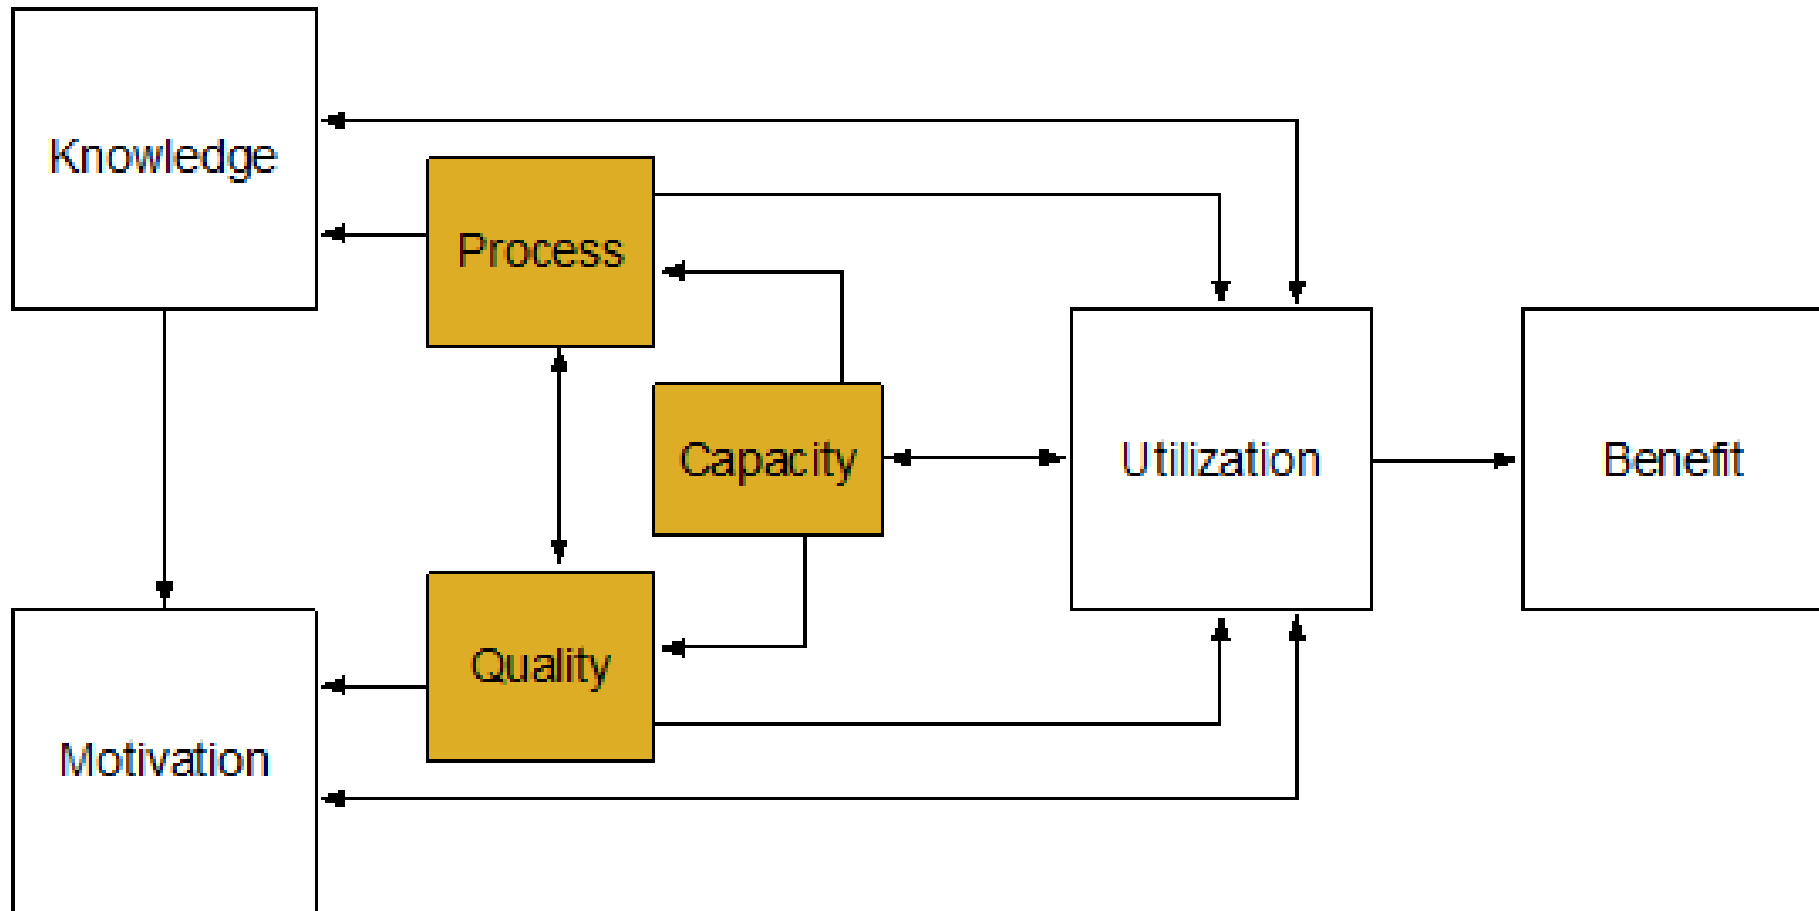 Knowledge
Process
Capacity
Utilization
Benefit
Quality
Motivation